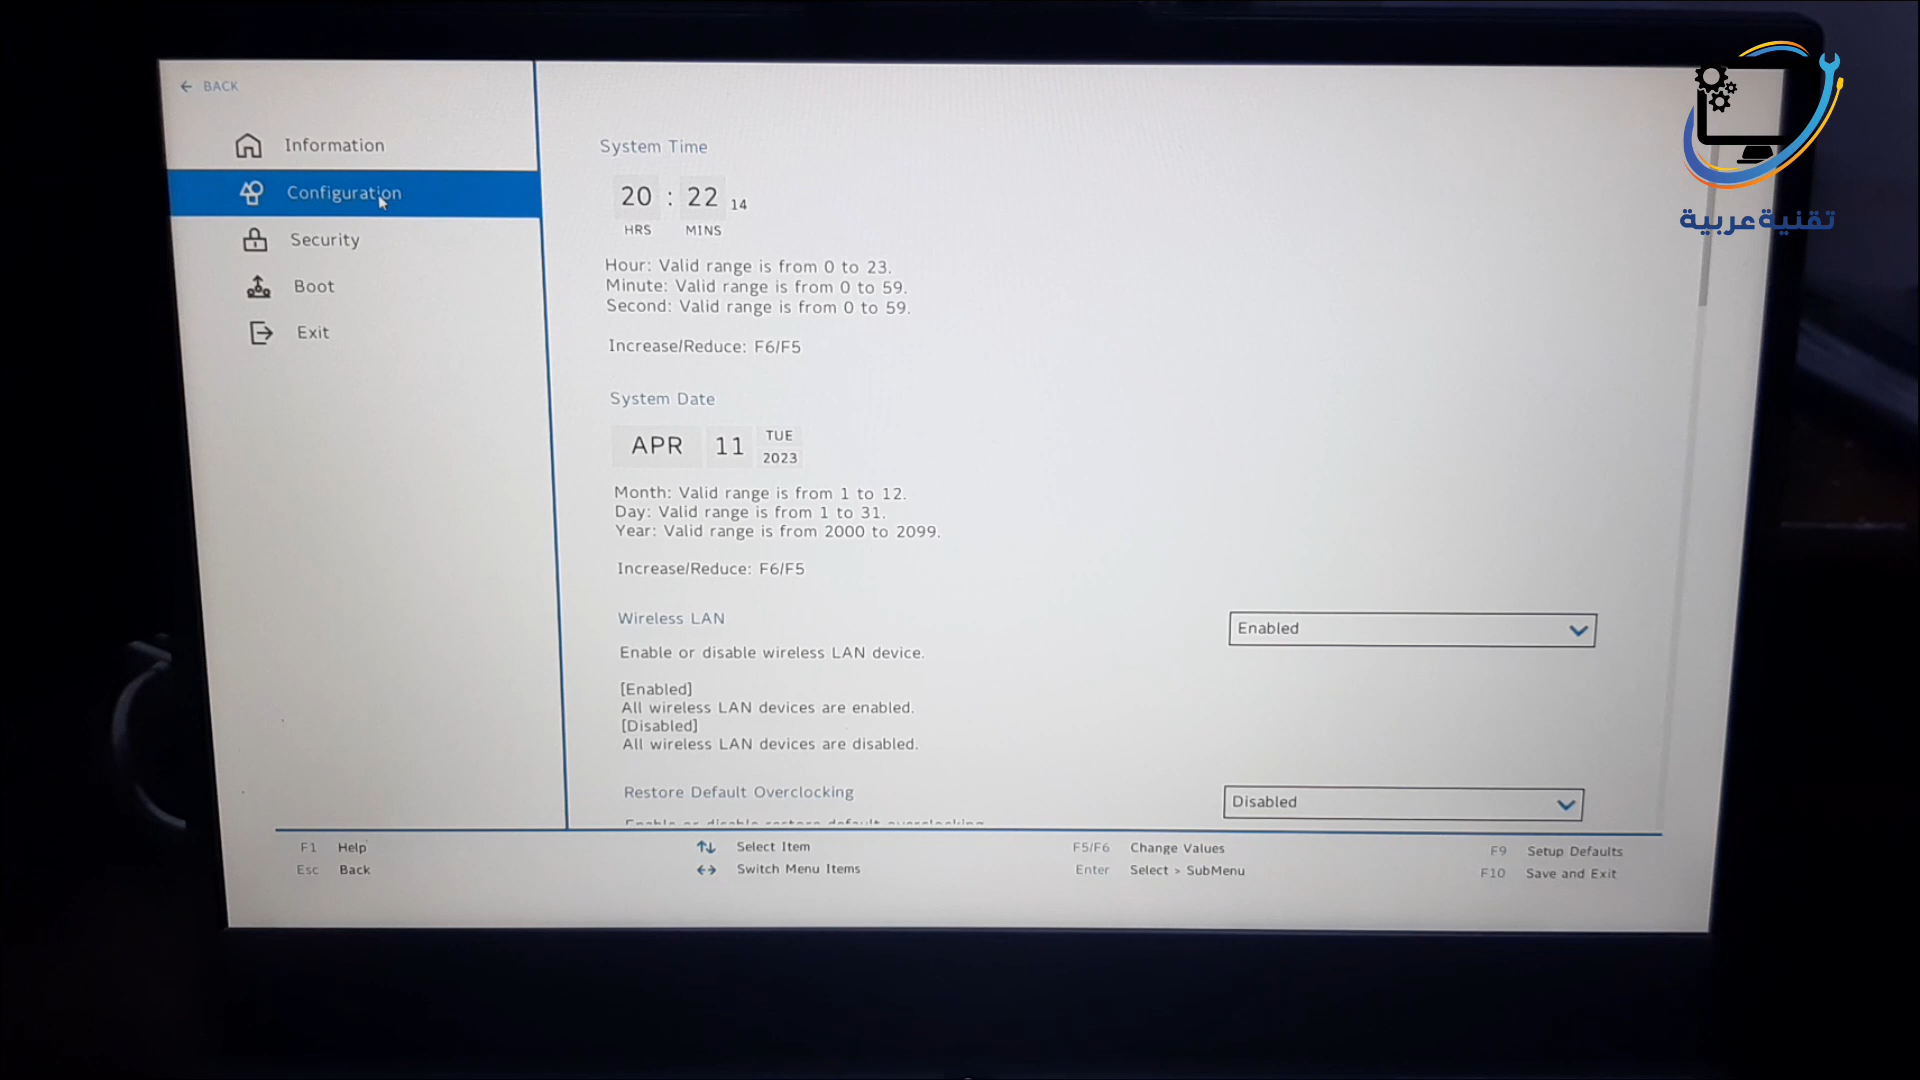 ← BACK
Information
Configuration
Security
Boot
Exit
System Time
20 : 22 14
HRS MINS
Hour: Valid range is from 0 to 23.
Minute: Valid range is from 0 to 59.
Second: Valid range is from 0 to 59.
Increase/Reduce: F6/F5
System Date
APR 11 TUE
2023
Month: Valid range is from 1 to 12.
Day: Valid range is from 1 to 31.
Year: Valid range is from 2000 to 2099.
Increase/Reduce: F6/F5
Wireless LAN
Enabled
Enable or disable wireless LAN device.
[Enabled]
All wireless LAN devices are enabled.
[Disabled]
All wireless LAN devices are disabled.
Restore Default Overclocking
Disabled
Enable or disable restore default overclocking
F1 Help
Esc Back
↑↓ Select Item
↔ Switch Menu Items
F5/F6 Change Values
Enter Select > SubMenu
F9 Setup Defaults
F10 Save and Exit
تقنية عربية